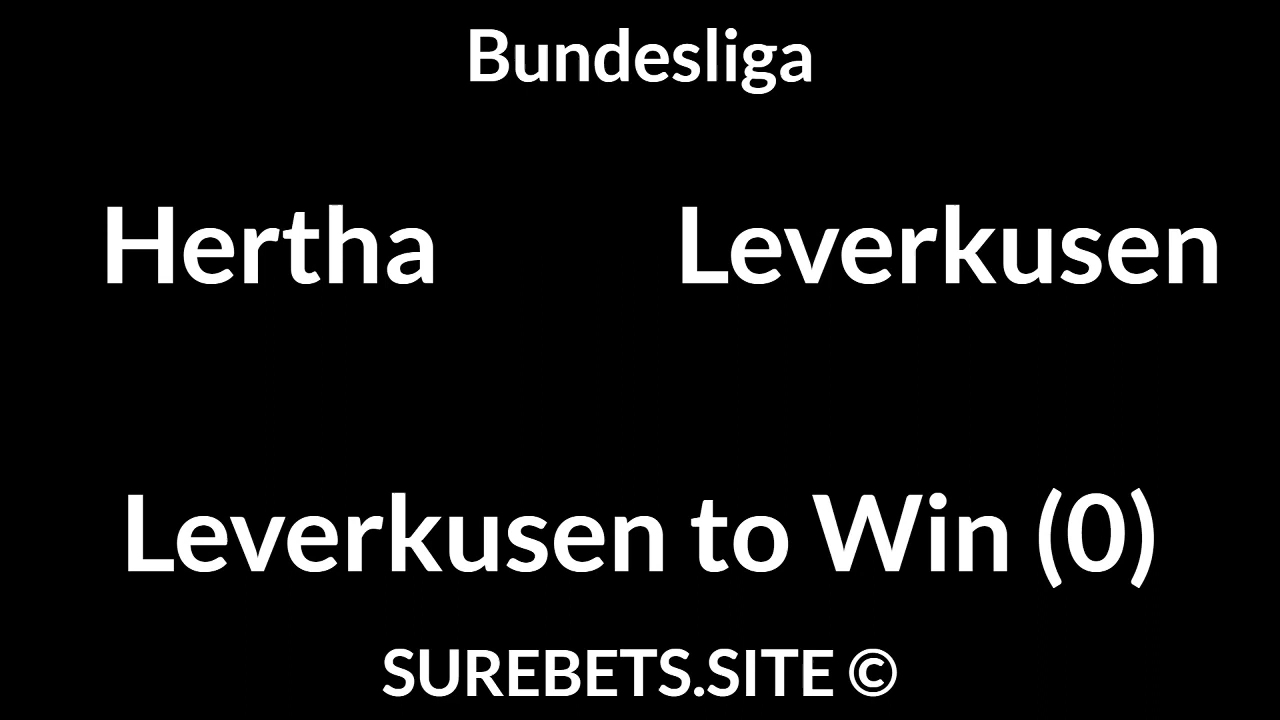 Bundesliga
Hertha Leverkusen
Leverkusen to Win (0)
SUREBETS.SITE ©